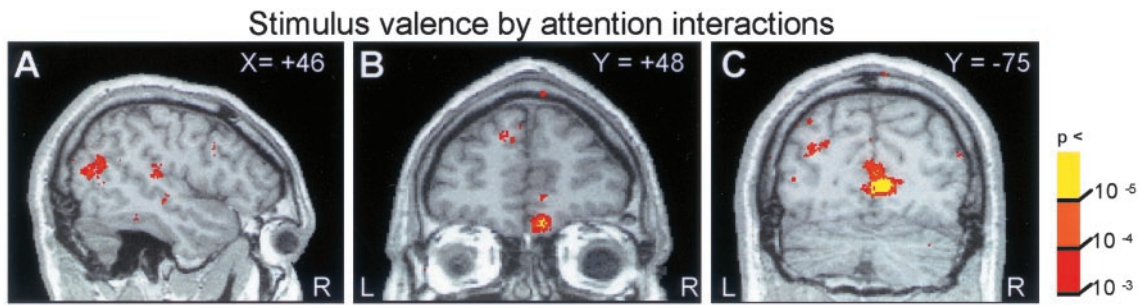 Stimulus valence by attention interactions
A X= +46 R
B Y = +48 L R
C Y = -75 R
p <
10 -5
10 -4
10 -3